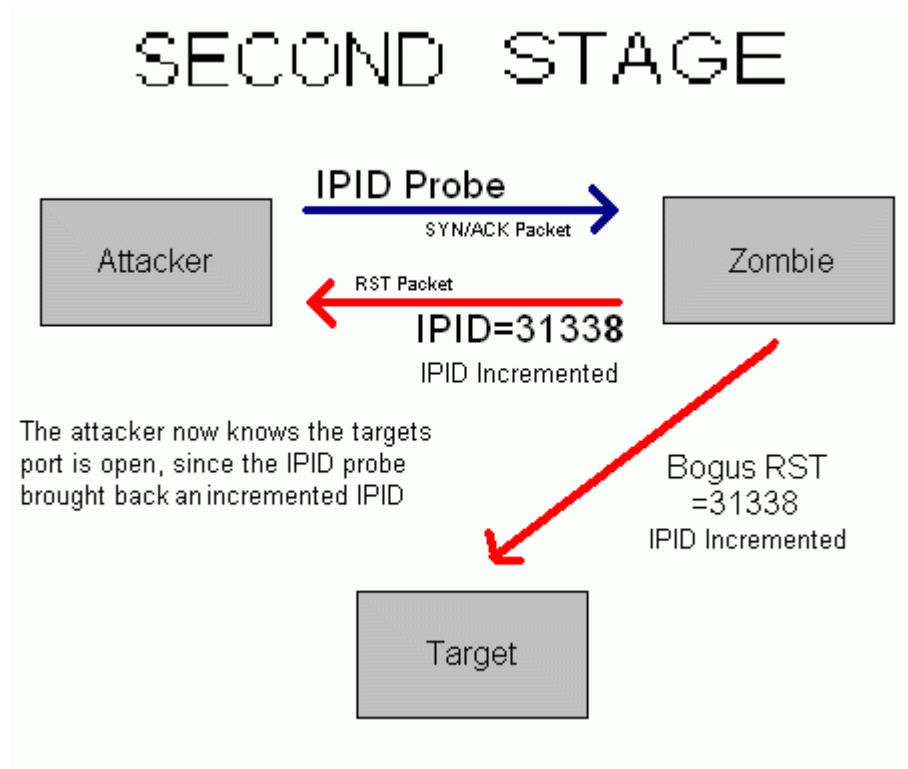 SECOND STAGE
IPID Probe
SYN/ACK Packet
Attacker
Zombie
RST Packet
IPID=31338
IPID Incremented
The attacker now knows the targets
port is open, since the IPID probe
brought back an incremented IPID
Bogus RST
=31338
IPID Incremented
Target